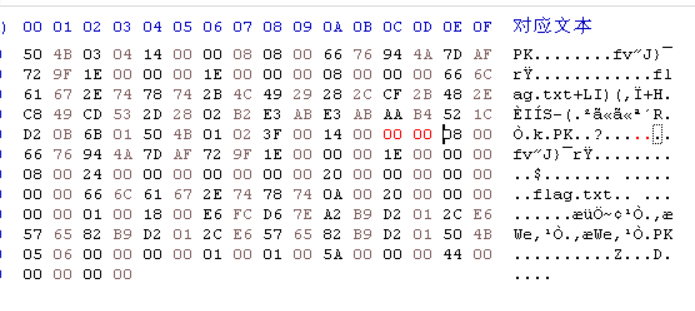 ) 00 01 02 03 04 05 06 07 08 09 0A 0B 0C 0D 0E 0F 对应文本
50 4B 03 04 14 00 00 08 08 00 66 76 94 4A 7D AF PK........fv″J}¯
72 9F 1E 00 00 00 1E 00 00 00 08 00 00 00 66 6C rŸ............fl
61 67 2E 74 78 74 2B 4C 49 29 28 2C CF 2B 48 2E ag.txt+LI)(,Ï+H.
C8 49 CD 53 2D 28 02 B2 E3 AB E3 AB AA B4 52 1C ÈIÍS-(.²ã«ã«ª´R.
D2 0B 6B 01 50 4B 01 02 3F 00 14 00 00 00 08 00 Ò.k.PK..?.......
66 76 94 4A 7D AF 72 9F 1E 00 00 00 1E 00 00 00 fv″J}¯rŸ........
08 00 24 00 00 00 00 00 00 00 20 00 00 00 00 00 ..$....... .....
00 00 66 6C 61 67 2E 74 78 74 0A 00 20 00 00 00 ..flag.txt.. ...
00 00 01 00 18 00 E6 FC D6 7E A2 B9 D2 01 2C E6 ......æüÖ~¢¹Ò.,æ
57 65 82 B9 D2 01 2C E6 57 65 82 B9 D2 01 50 4B We‚¹Ò.,æWe‚¹Ò.PK
05 06 00 00 00 00 01 00 01 00 5A 00 00 00 44 00 ..........Z...D.
00 00 00 00 ....